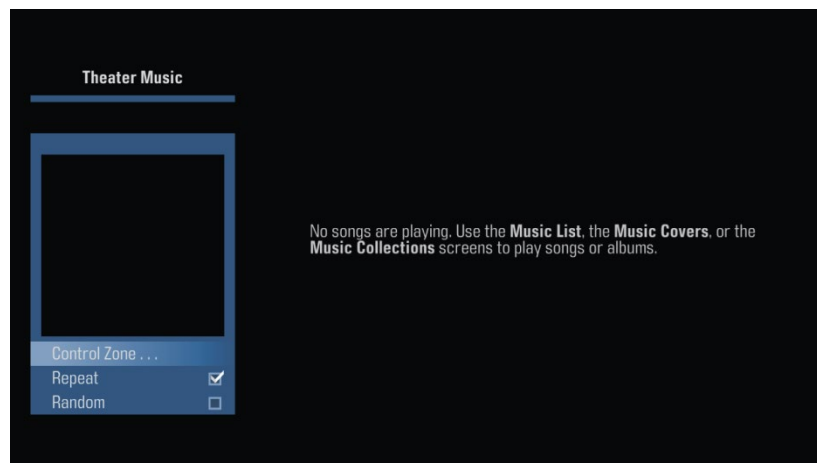 Theater Music
No songs are playing. Use the Music List, the Music Covers, or the
Music Collections screens to play songs or albums.
Control Zone . . .
Repeat
Random